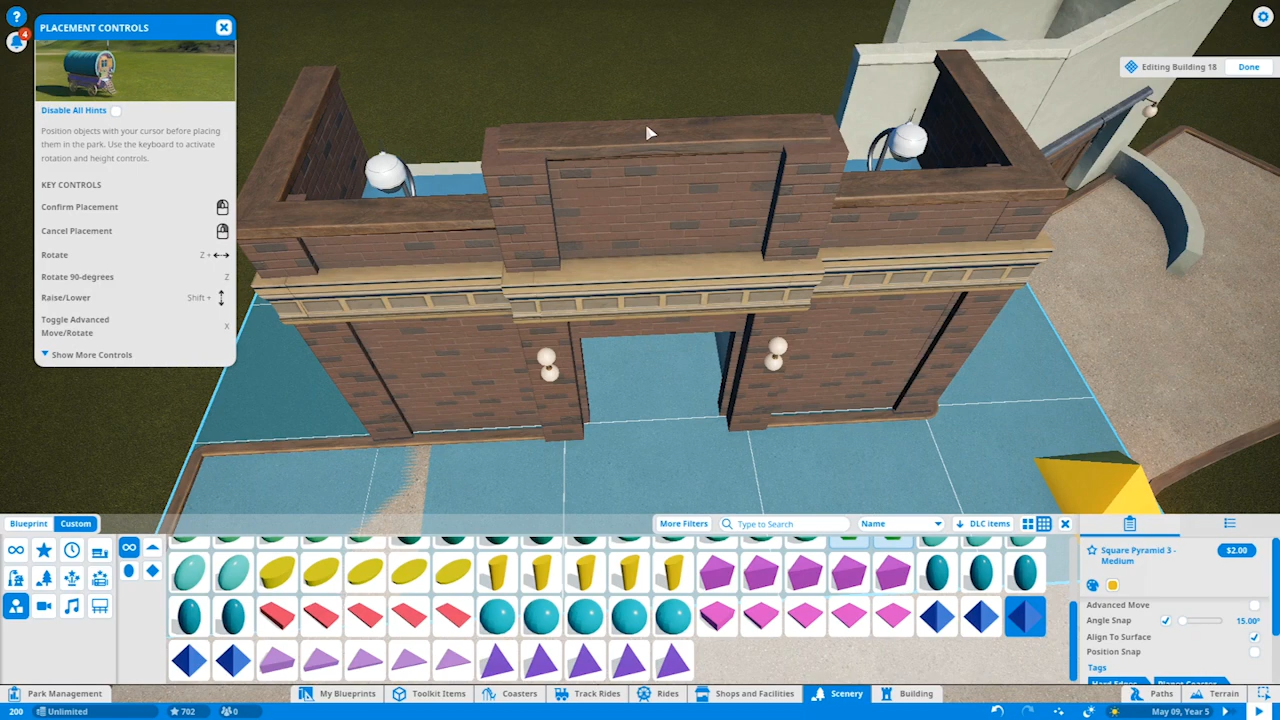 ?
4
PLACEMENT CONTROLS
Disable All Hints
Position objects with your cursor before placing
them in the park. Use the keyboard to activate
rotation and height controls.
KEY CONTROLS
Confirm Placement
Cancel Placement
Rotate Z +
Rotate 90-degrees Z
Raise/Lower Shift +
Toggle Advanced
Move/Rotate X
Show More Controls
Editing Building 18 Done
Blueprint Custom
More Filters Type to Search Name DLC items
Square Pyramid 3 -
Medium
$2.00
Advanced Move
Angle Snap 15.00°
Align To Surface
Position Snap
Tags
Park Management My Blueprints Toolkit Items Coasters Track Rides Rides Shops and Facilities Scenery Building Paths Terrain
200 Unlimited 702 0 May 09, Year 5